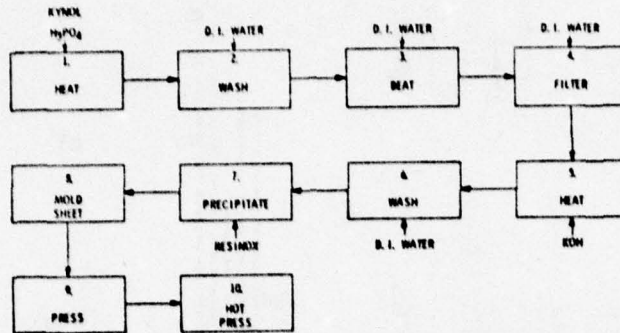 KYNOL
H3PO4
1.
HEAT
D. I. WATER
2.
WASH
D. I. WATER
3.
BEAT
D. I. WATER
4.
FILTER
5.
HEAT
KOH
6.
WASH
D. I. WATER
7.
PRECIPITATE
RESINOX
8.
MOLD
SHEET
9.
PRESS
10.
HOT
PRESS